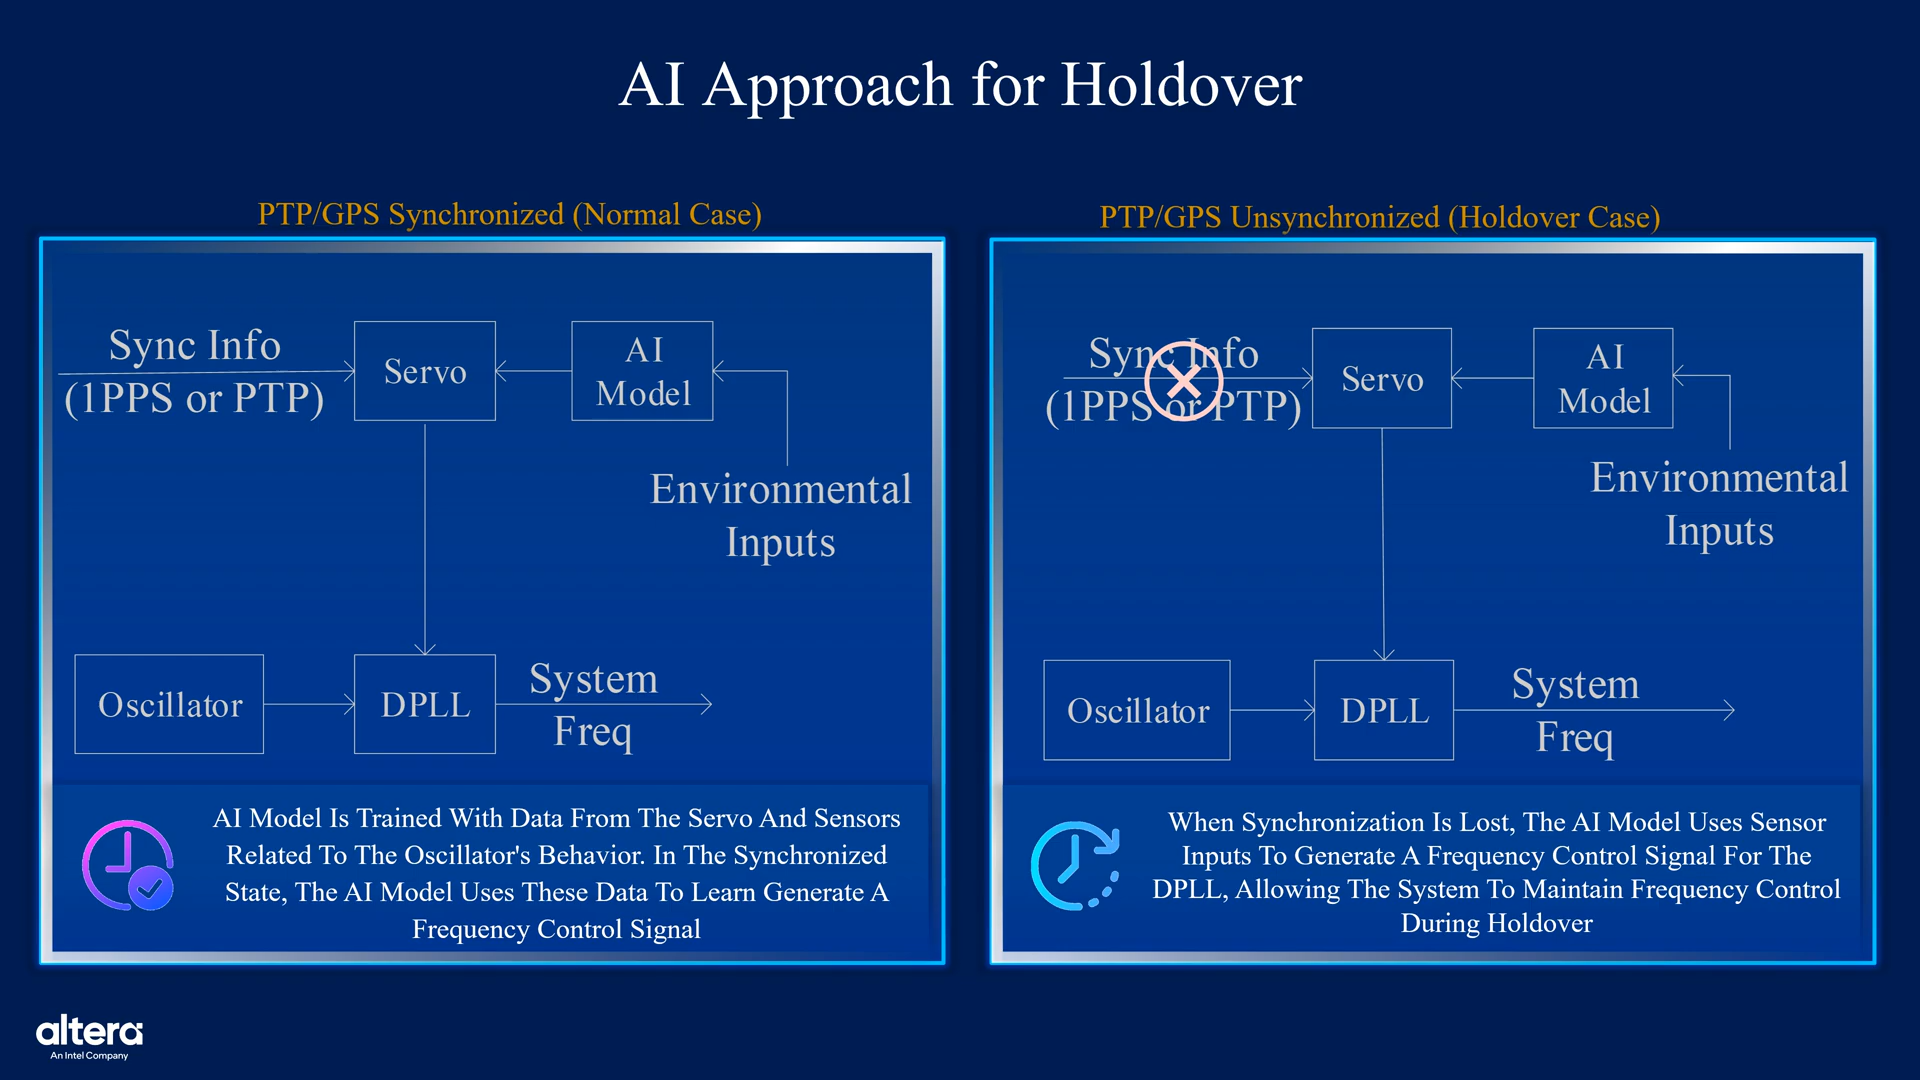 AI Approach for Holdover
PTP/GPS Synchronized (Normal Case)
Sync Info
(1PPS or PTP)
Servo
AI
Model
Environmental
Inputs
Oscillator
DPLL
System
Freq
AI Model Is Trained With Data From The Servo And Sensors
Related To The Oscillator's Behavior. In The Synchronized
State, The AI Model Uses These Data To Learn Generate A
Frequency Control Signal
PTP/GPS Unsynchronized (Holdover Case)
Sync Info
(1PPS or PTP)
Servo
AI
Model
Environmental
Inputs
Oscillator
DPLL
System
Freq
When Synchronization Is Lost, The AI Model Uses Sensor
Inputs To Generate A Frequency Control Signal For The
DPLL, Allowing The System To Maintain Frequency Control
During Holdover
altera
An Intel Company